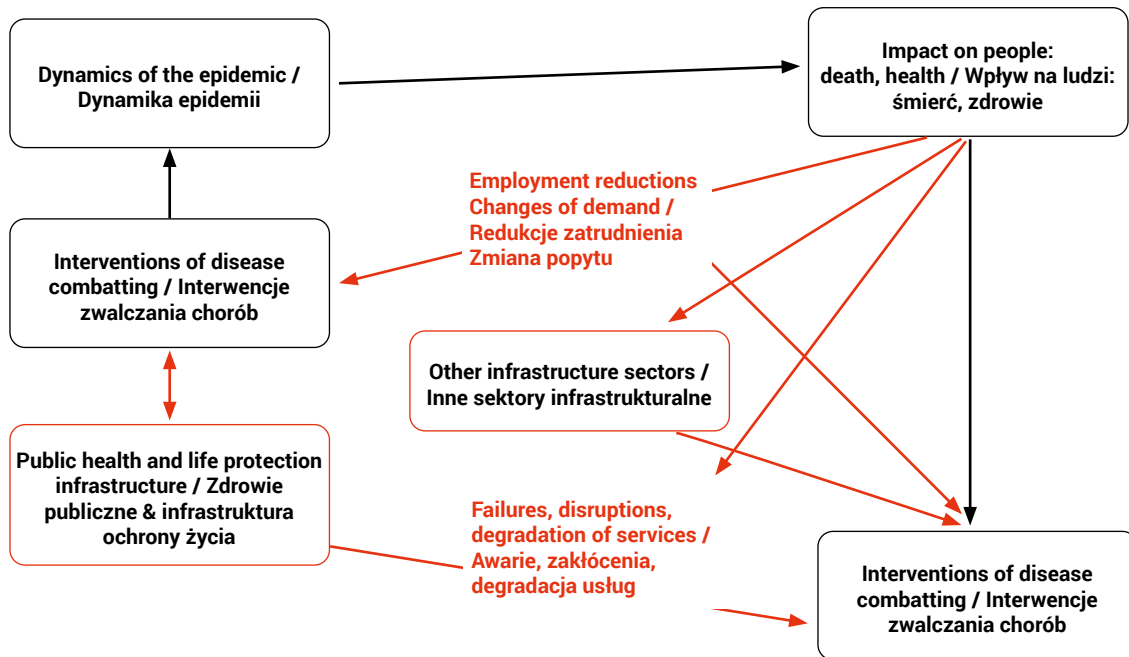 Dynamics of the epidemic /
Dynamika epidemii
Impact on people:
death, health / Wpływ na ludzi:
śmierć, zdrowie
Employment reductions
Changes of demand /
Redukcje zatrudnienia
Zmiana popytu
Interventions of disease
combatting / Interwencje
zwalczania chorób
Other infrastructure sectors /
Inne sektory infrastrukturalne
Public health and life protection
infrastructure / Zdrowie
publiczne & infrastruktura
ochrony życia
Failures, disruptions,
degradation of services /
Awarie, zakłócenia,
degradacja usług
Interventions of disease
combatting / Interwencje
zwalczania chorób